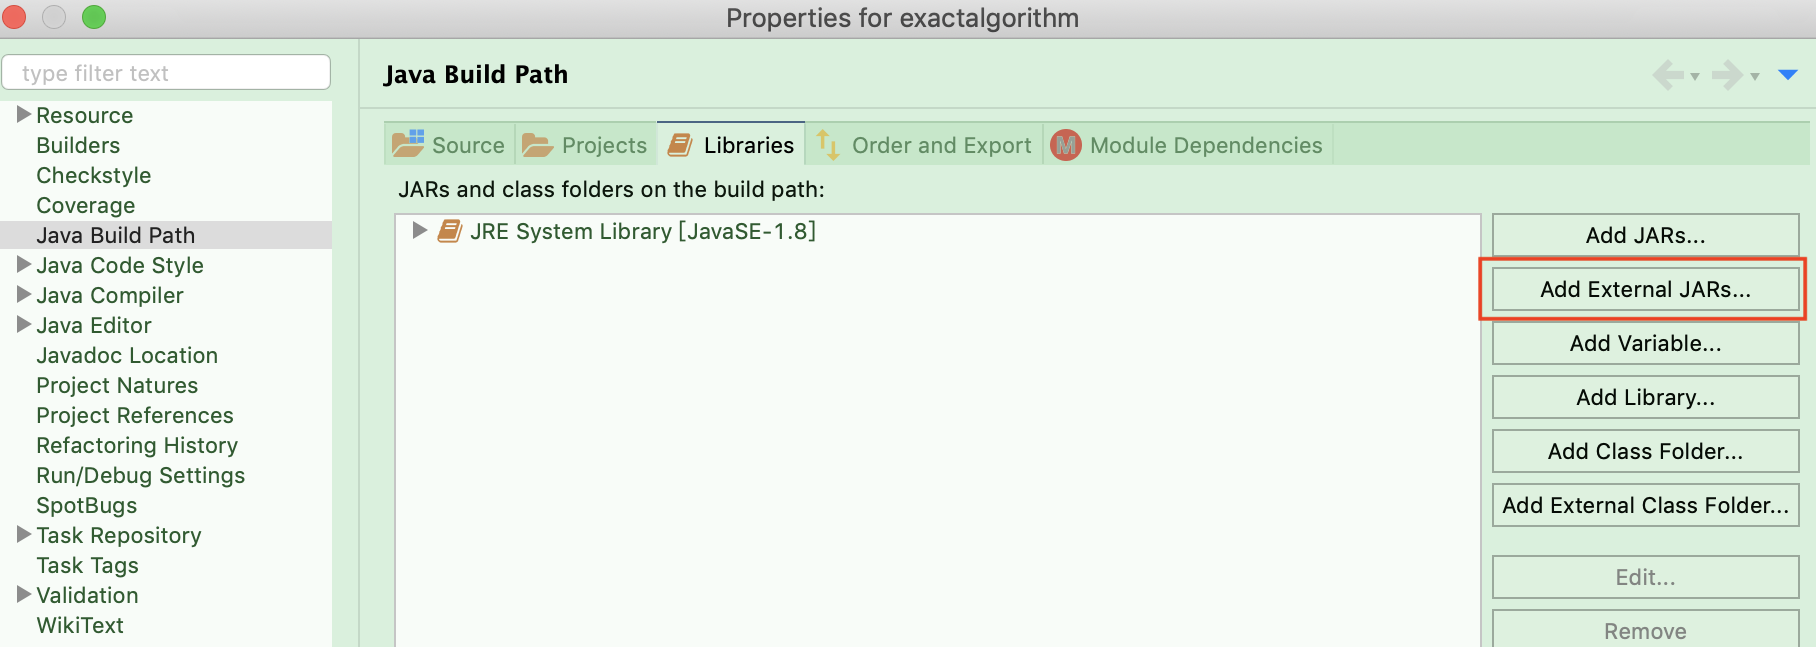 Properties for exactalgorithm
type filter text
Resource
Builders
Checkstyle
Coverage
Java Build Path
Java Code Style
Java Compiler
Java Editor
Javadoc Location
Project Natures
Project References
Refactoring History
Run/Debug Settings
SpotBugs
Task Repository
Task Tags
Validation
WikiText
Java Build Path
Source Projects Libraries Order and Export M Module Dependencies
JARs and class folders on the build path:
JRE System Library [JavaSE-1.8]
Add JARs...
Add External JARs...
Add Variable...
Add Library...
Add Class Folder...
Add External Class Folder...
Edit...
Remove